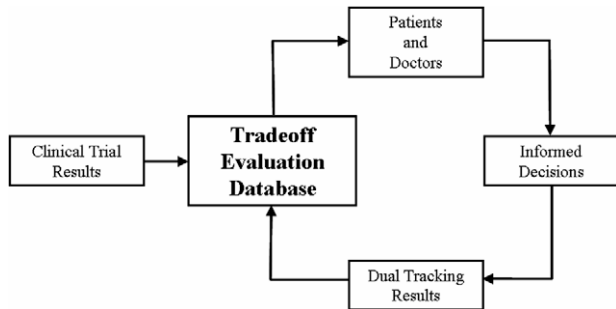 Patients
and
Doctors
Clinical Trial
Results
Tradeoff
Evaluation
Database
Informed
Decisions
Dual Tracking
Results